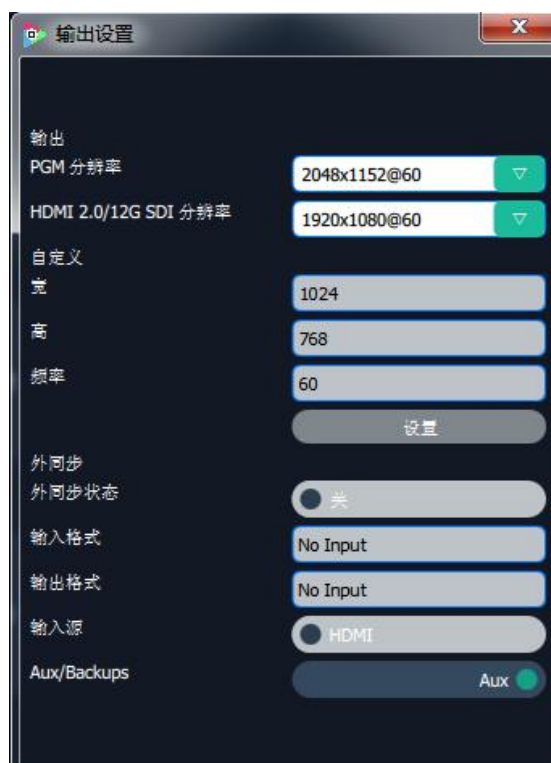 输出设置
输出
PGM 分辨率
2048x1152@60
HDMI 2.0/12G SDI 分辨率
1920x1080@60
自定义
宽
1024
高
768
频率
60
设置
外同步
外同步状态
关
输入格式
No Input
输出格式
No Input
输入源
HDMI
Aux/Backups
Aux